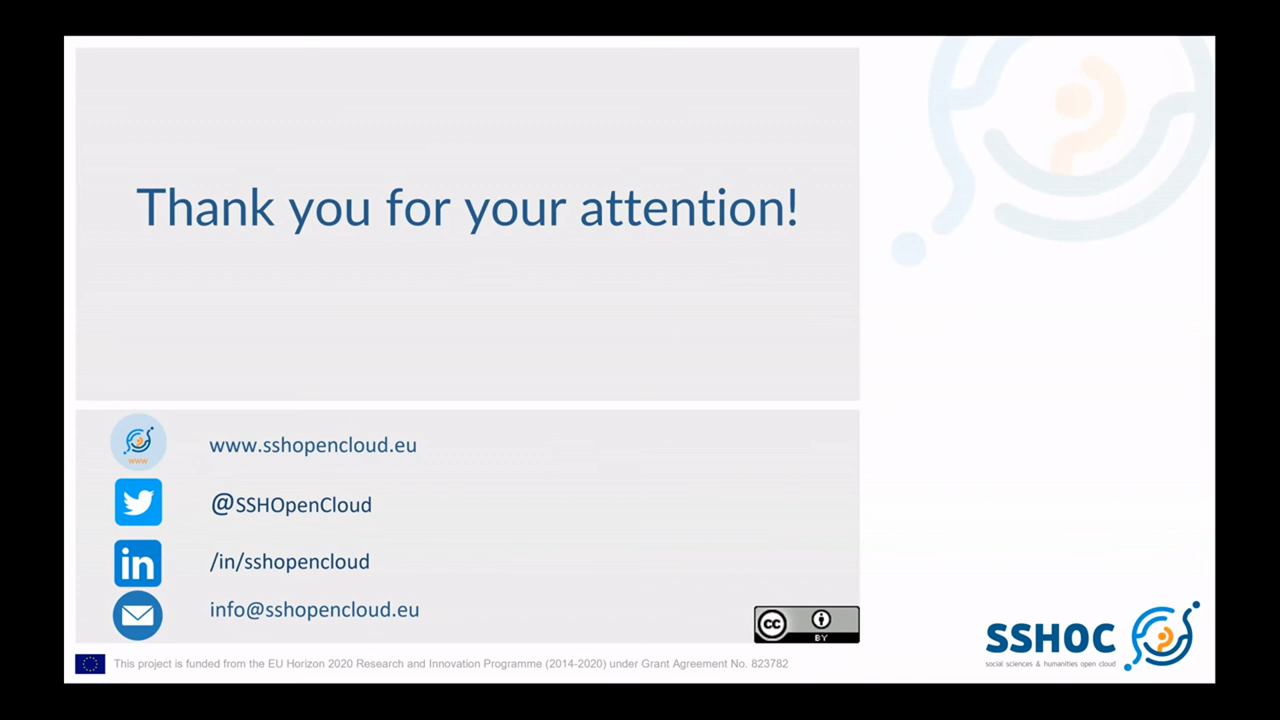 Thank you for your attention!
www
www.sshopencloud.eu
@SSHOpenCloud
in
/in/sshopencloud
info@sshopencloud.eu
cc
BY
This project is funded from the EU Horizon 2020 Research and Innovation Programme (2014-2020) under Grant Agreement No. 823782
SSHOC
social sciences & humanities open cloud